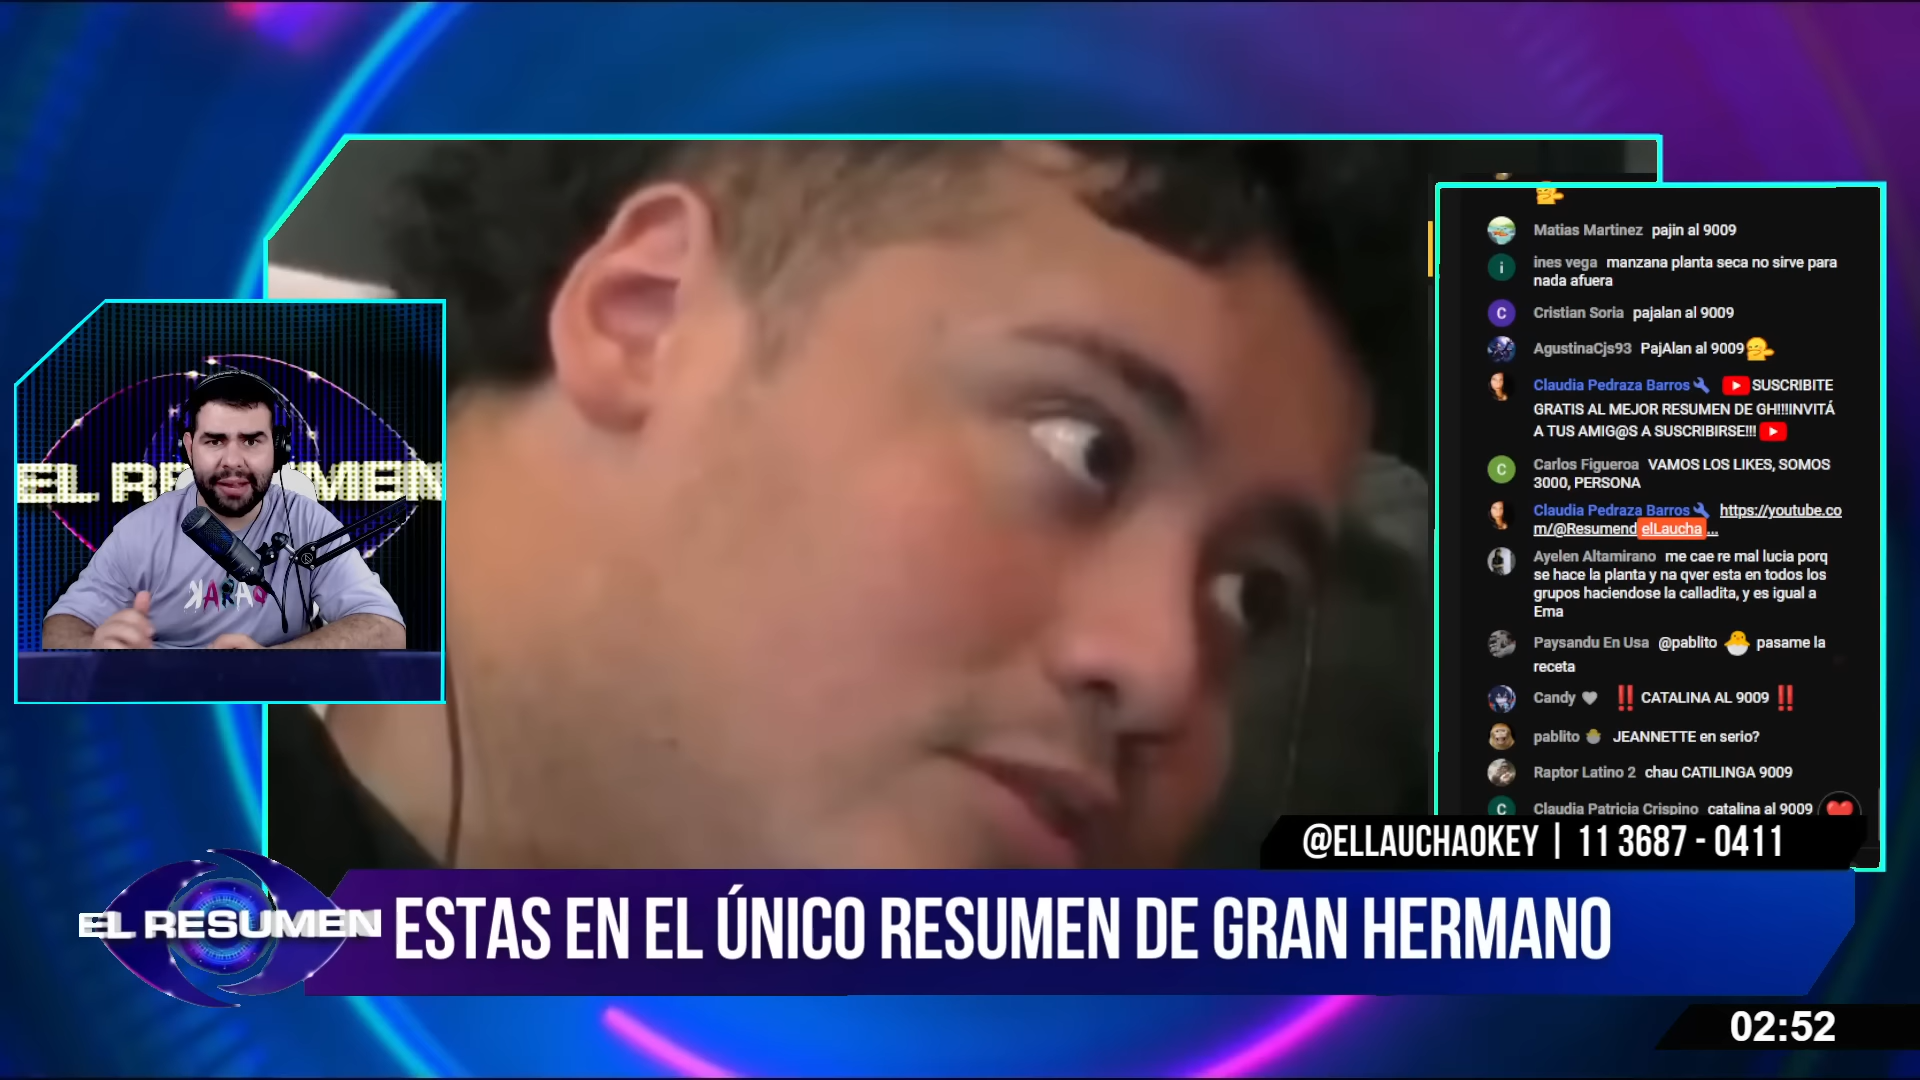 Matias Martinez pajin al 9009
i
ines vega manzana planta seca no sirve para
nada afuera
C
Cristian Soria pajalan al 9009
AgustinaCjs93 PajAlan al 9009
Claudia Pedraza Barros SUSCRIBITE
GRATIS AL MEJOR RESUMEN DE GH!!!INVITÁ
A TUS AMIG@S A SUSCRIBIRSE!!!
C
Carlos Figueroa VAMOS LOS LIKES, SOMOS
3000, PERSONA
Claudia Pedraza Barros https://youtube.co
m/@ResumendelLaucha...
Ayelen Altamirano me cae re mal lucia porq
se hace la planta y na qver esta en todos los
grupos haciendose la calladita, y es igual a
Ema
Paysandu En Usa @pablito pasame la
receta
Candy CATALINA AL 9009
pablito JEANNETTE en serio?
Raptor Latino 2 chau CATILINGA 9009
C
Claudia Patricia Crispino catalina al 9009
EL RESUMEN
KARAO
@ELLAUCHAOKEY | 11 3687 - 0411
EL RESUMEN
ESTAS EN EL ÚNICO RESUMEN DE GRAN HERMANO
02:52